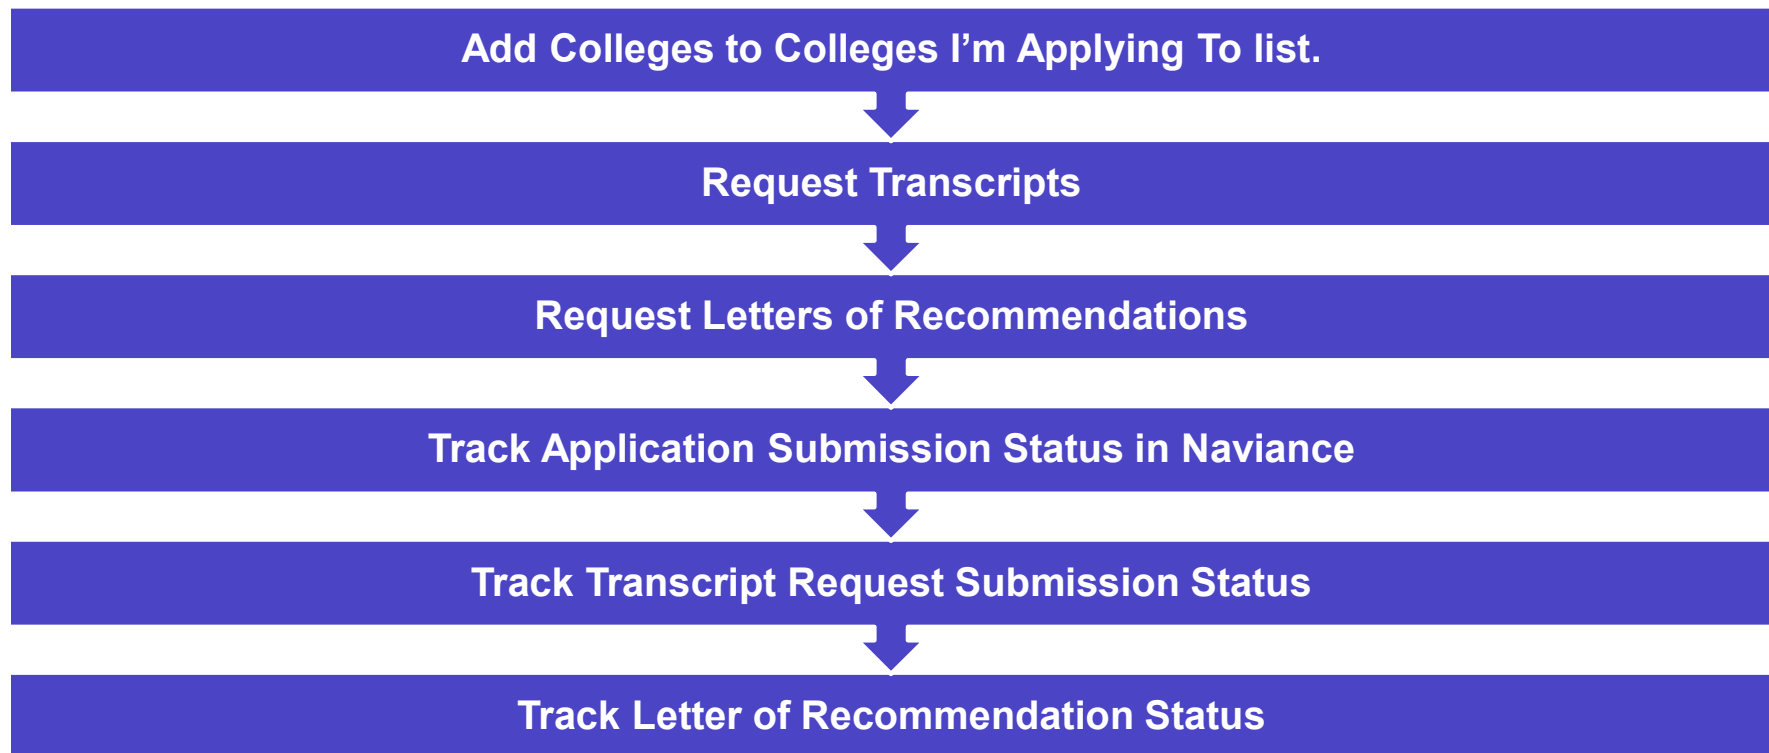 Add Colleges to Colleges I’m Applying To list.
Request Transcripts
Request Letters of Recommendations
Track Application Submission Status in Naviance
Track Transcript Request Submission Status
Track Letter of Recommendation Status